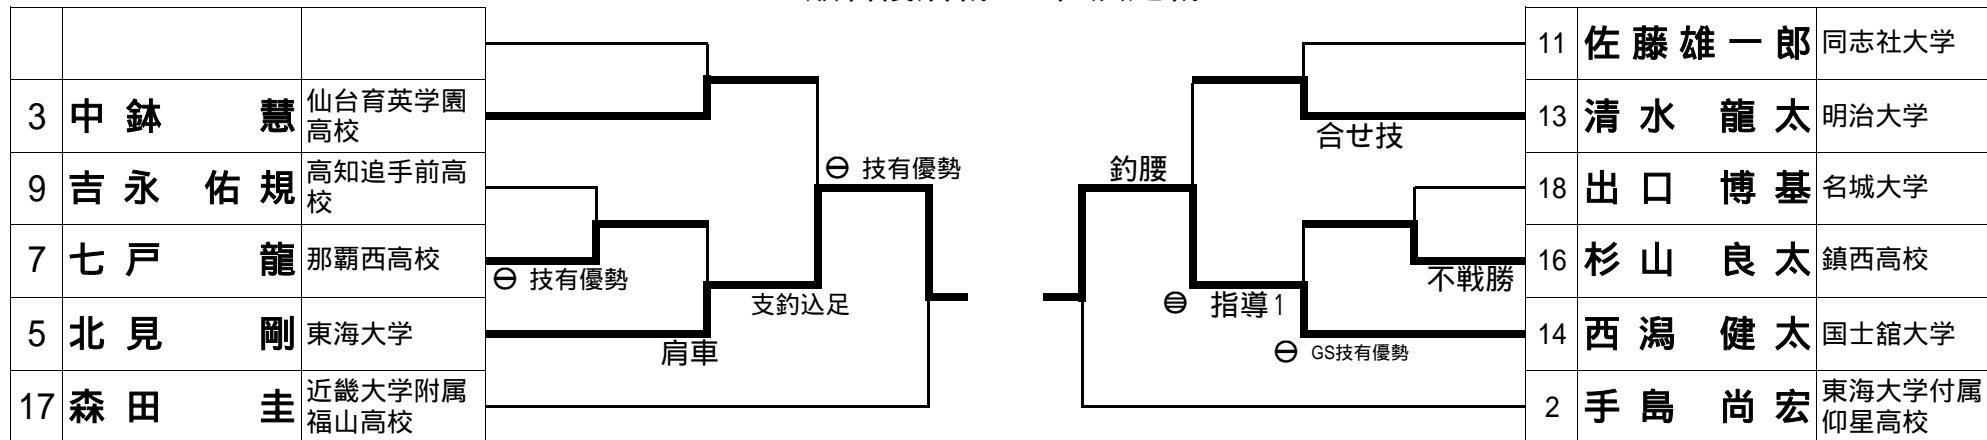 3 中鉢 慧 仙台育英学園
高校
9 吉永 佑規 高知追手前高
校
7 七戸 龍 那覇西高校
5 北見 剛 東海大学
17 森田 圭 近畿大学附属
福山高校
⊖ 技有優勢
⊖ 技有優勢
支釣込足
肩車
釣腰
合せ技
不戦勝
指導1
⊖ GS技有優勢
11 佐藤雄一郎 同志社大学
13 清水 龍太 明治大学
18 出口 博基 名城大学
16 杉山 良太 鎮西高校
14 西潟 健太 国士舘大学
2 手島 尚宏 東海大学付属
仰星高校